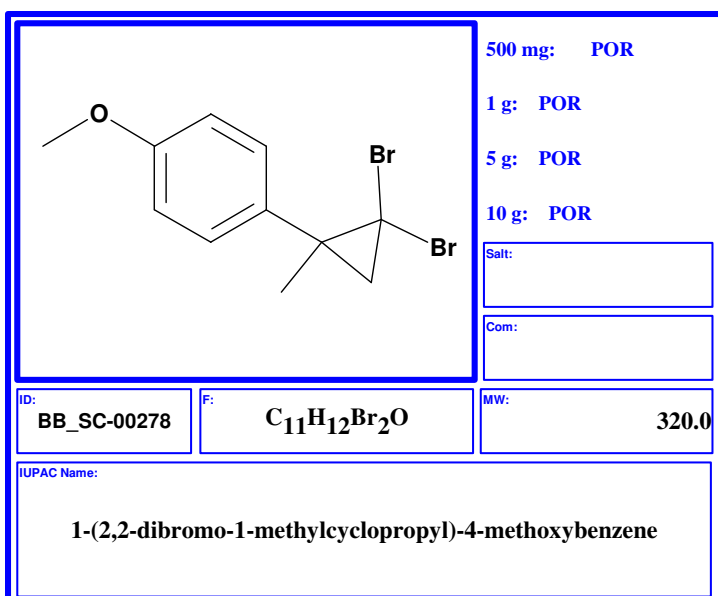 O
Br
Br
500 mg: POR
1 g: POR
5 g: POR
10 g: POR
Salt:
Com:
ID:
BB_SC-00278
F:
C11H12Br2O
MW:
320.0
IUPAC Name:
1-(2,2-dibromo-1-methylcyclopropyl)-4-methoxybenzene